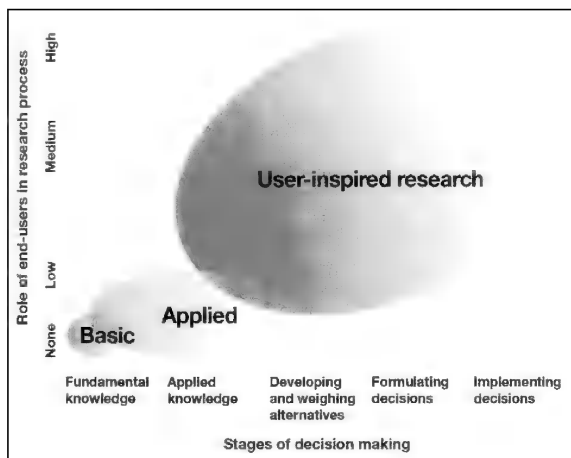 High
Medium
Low
None
Role of end-users in research process
User-inspired research
Applied
Basic
Fundamental
knowledge
Applied
knowledge
Developing
and weighing
alternatives
Formulating
decisions
Implementing
decisions
Stages of decision making